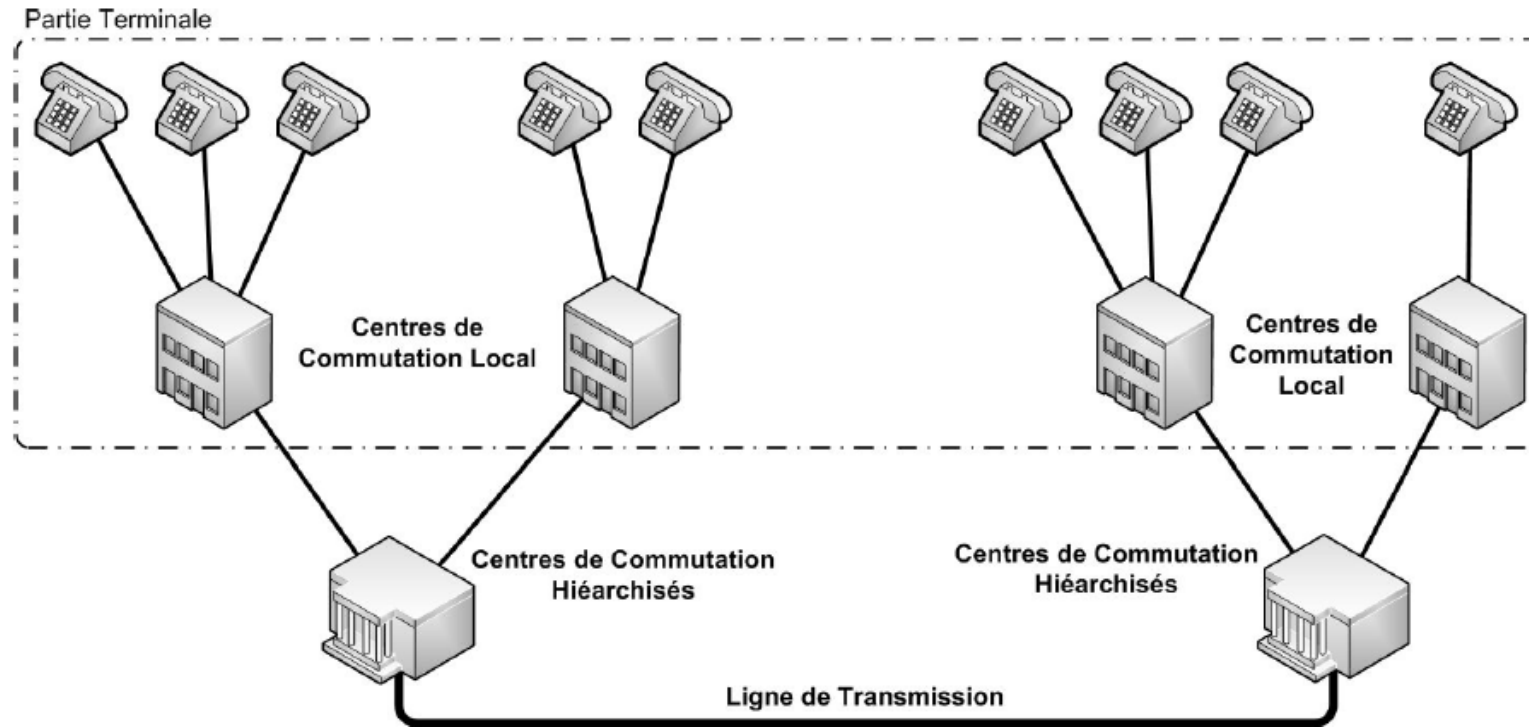 Partie Terminale
Centres de
Commutation Local
Centres de
Commutation
Local
Centres de Commutation
Hiéarchisés
Centres de Commutation
Hiéarchisés
Ligne de Transmission